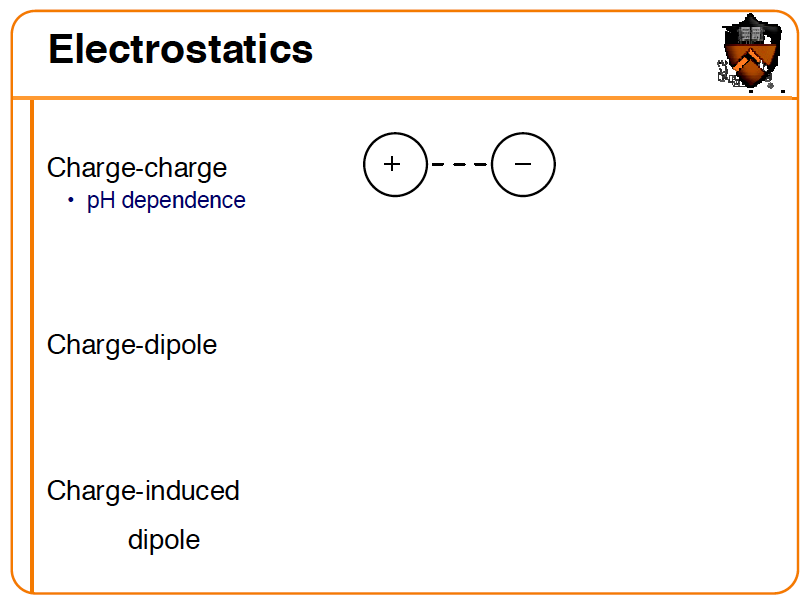 Electrostatics
Charge-charge
+ −
• pH dependence
Charge-dipole
Charge-induced
dipole